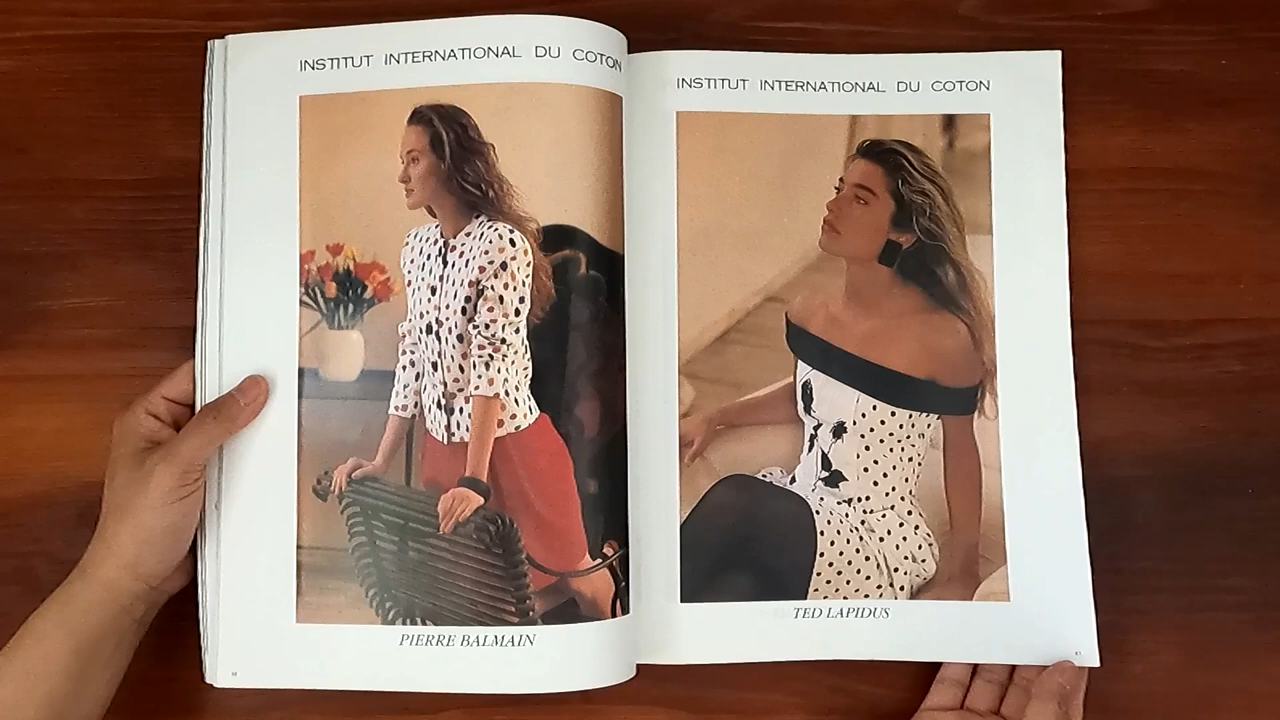 INSTITUT INTERNATIONAL DU COTON
PIERRE BALMAIN
INSTITUT INTERNATIONAL DU COTON
TED LAPIDUS